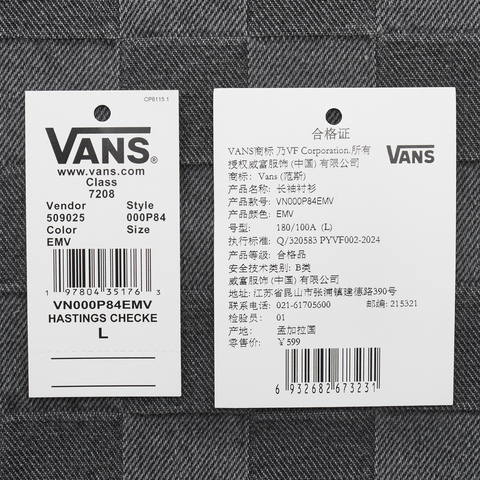 CP8115 1
VANS®
www.vans.com
Class
7208
Vendor Style
509025 000P84
Color Size
EMV
1 97804 35176 3
VN000P84EMV
HASTINGS CHECKE
L
合格证
VANS商标 乃VF Corporation.所有
授权威富服饰 (中国) 有限公司
VANS
商标: Vans (范斯)
产品名称: 长袖衬衫
产品款号: VN000P84EMV
产品颜色: EMV
号型: 180/100A (L)
执行标准: Q/320583 PYVF002-2024
产品等级: 合格品
安全技术类别: B类
威富服饰 (中国) 有限公司
地址: 江苏省昆山市张浦镇建德路390号
联系电话: 021-61705600 邮编: 215321
检验员: 01
产地: 孟加拉国
零售价: ¥599
6 932682 673231